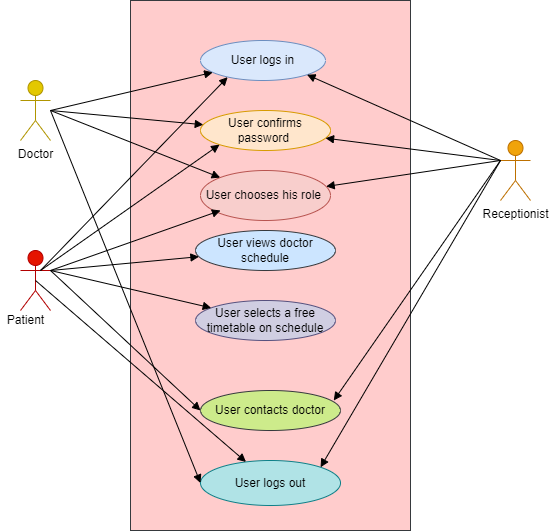 User logs in
User confirms
password
Doctor
User chooses his role
Receptionist
User views doctor
schedule
User selects a free
timetable on schedule
Patient
User contacts doctor
User logs out